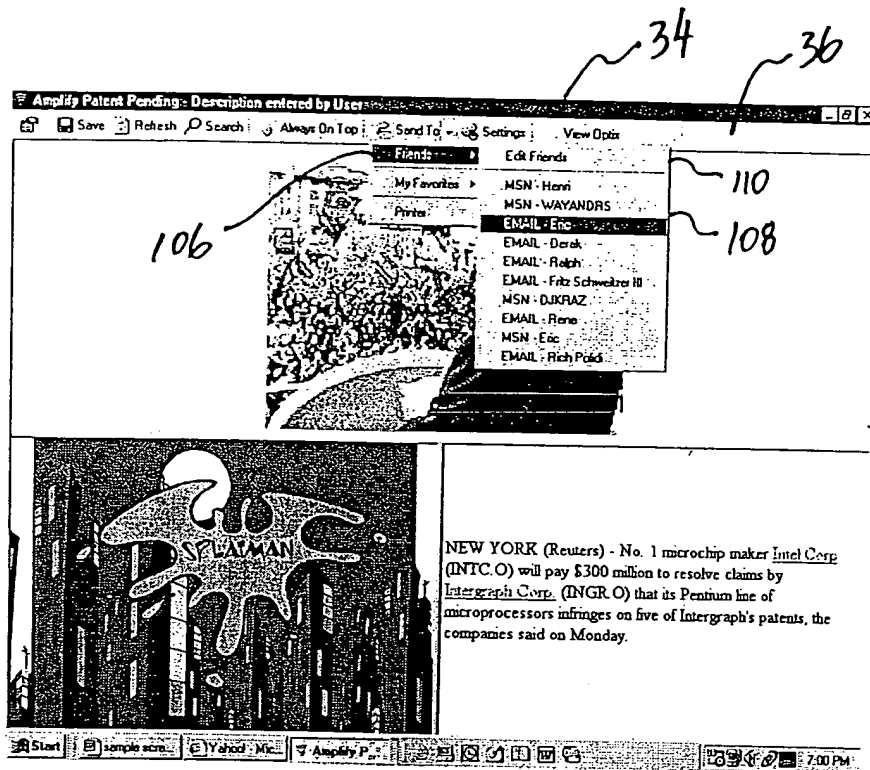 34
36
Amplify Patent Pending - Description entered by User
Save Refresh Search Always On Top Send To Settings View Optix
Friends Edit Friends
110
My Favorites MSN - Henri
MSN - WAYANDRS
Printer
EMAIL - Eric
108
106
EMAIL - Derek
EMAIL - Ralph
EMAIL - Fritz Schweitzer III
MSN - DJKRAZ
EMAIL - Rene
MSN - Eric
EMAIL - Rich Polidi
SPLATMAN
NEW YORK (Reuters) - No. 1 microchip maker Intel Corp
(INTC.O) will pay $300 million to resolve claims by
Intergraph Corp. (INGR.O) that its Pentium line of
microprocessors infringes on five of Intergraph's patents, the
companies said on Monday.
Start sample scre... Yahoo! Mic... Amplify P... 7:00 PM